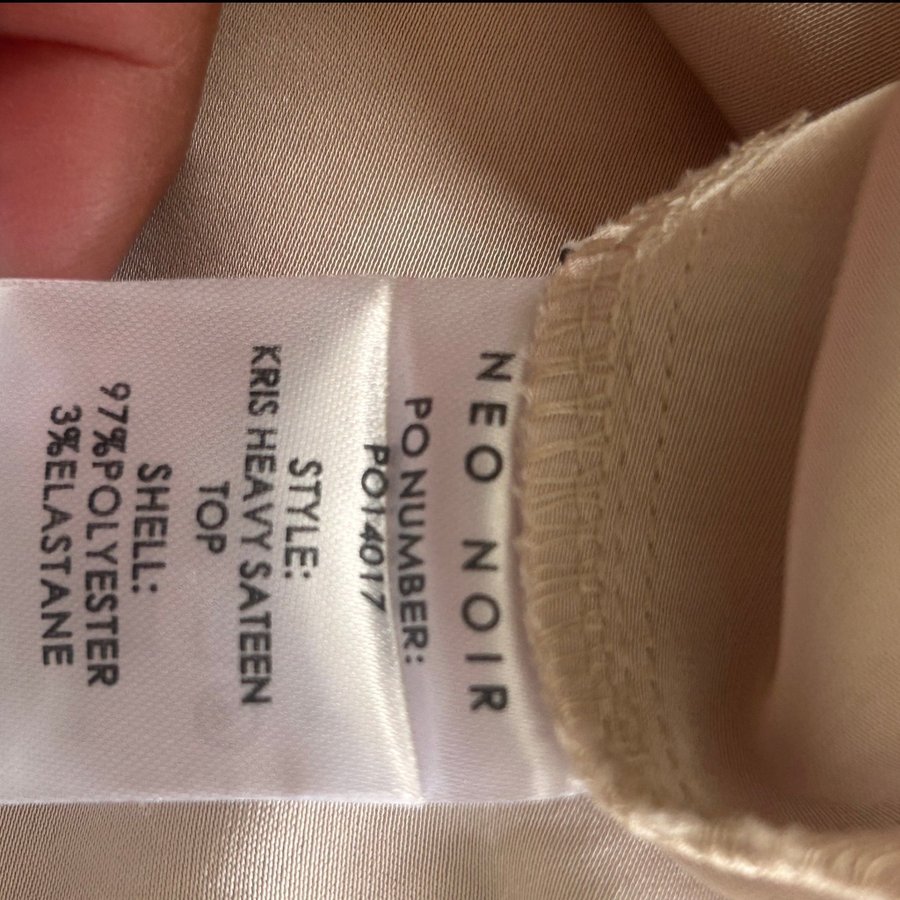 NEO NOIR
PO NUMBER:
PO14017
STYLE:
KRIS HEAVY SATEEN
TOP
SHELL:
97%POLYESTER
3%ELASTANE